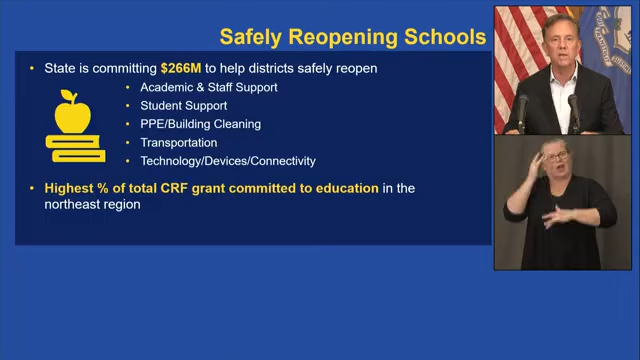 Safely Reopening Schools
• State is committing $266M to help districts safely reopen
• Academic & Staff Support
• Student Support
• PPE/Building Cleaning
• Transportation
• Technology/Devices/Connectivity
• Highest % of total CRF grant committed to education in the
northeast region